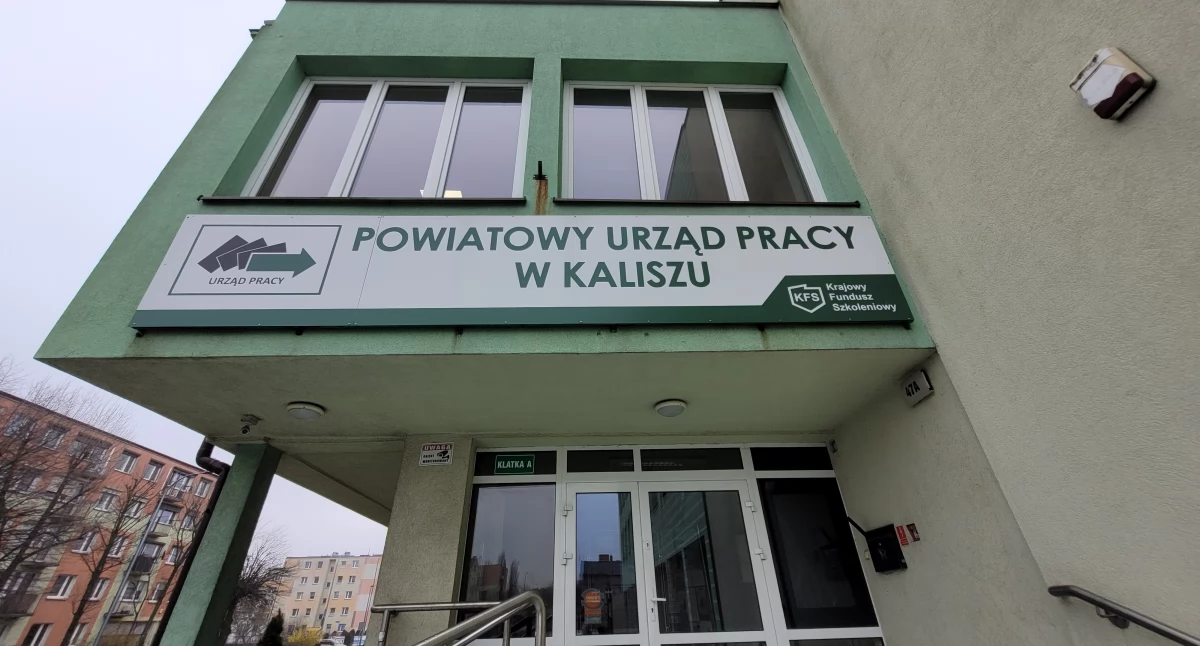 POWIATOWY URZĄD PRACY
W KALISZU
URZĄD PRACY
KFS
Krajowy
Fundusz
Szkoleniowy
47A
UWAGA
KLATKA A